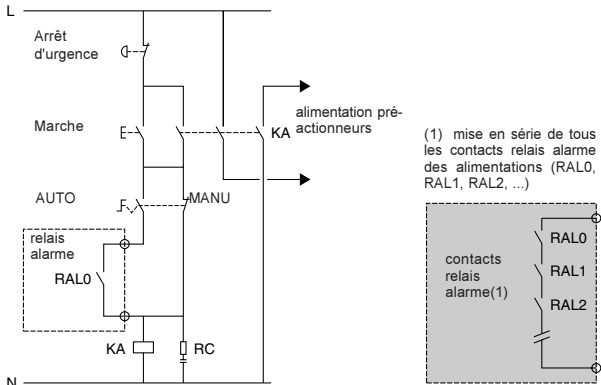 L
Arrêt
d'urgence
Marche
KA
alimentation pré-
actionneurs
AUTO
MANU
relais
alarme
RAL0
KA
RC
N
(1) mise en série de tous
les contacts relais alarme
des alimentations (RAL0,
RAL1, RAL2, ...)
contacts
relais
alarme(1)
RAL0
RAL1
RAL2